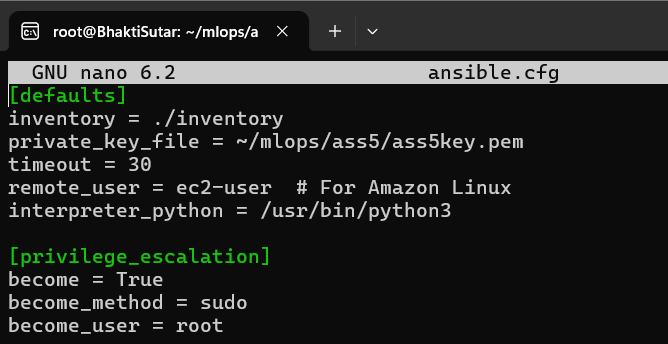 root@BhaktiSutar: ~/mlops/a
GNU nano 6.2 ansible.cfg
[defaults]
inventory = ./inventory
private_key_file = ~/mlops/ass5/ass5key.pem
timeout = 30
remote_user = ec2-user  # For Amazon Linux
interpreter_python = /usr/bin/python3
[privilege_escalation]
become = True
become_method = sudo
become_user = root